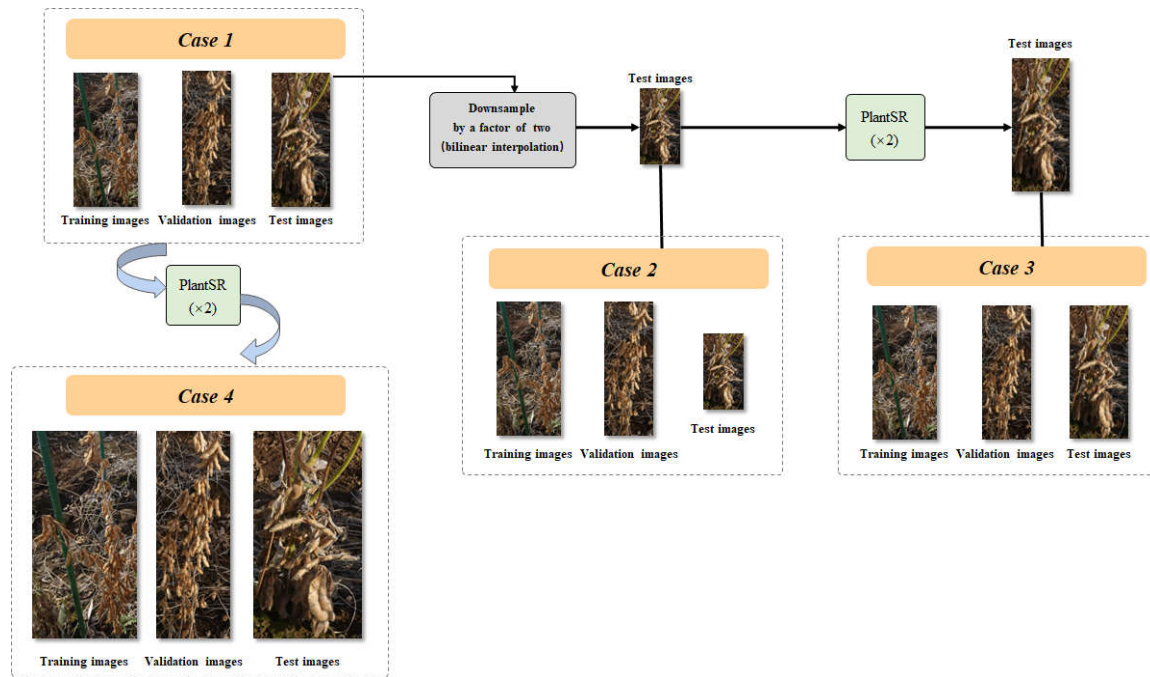 Case 1
Training images
Validation images
Test images
Downsample
by a factor of two
(bilinear interpolation)
Test images
PlantSR
(×2)
Test images
PlantSR
(×2)
Case 2
Training images
Validation images
Test images
Case 3
Training images
Validation images
Test images
Case 4
Training images
Validation images
Test images